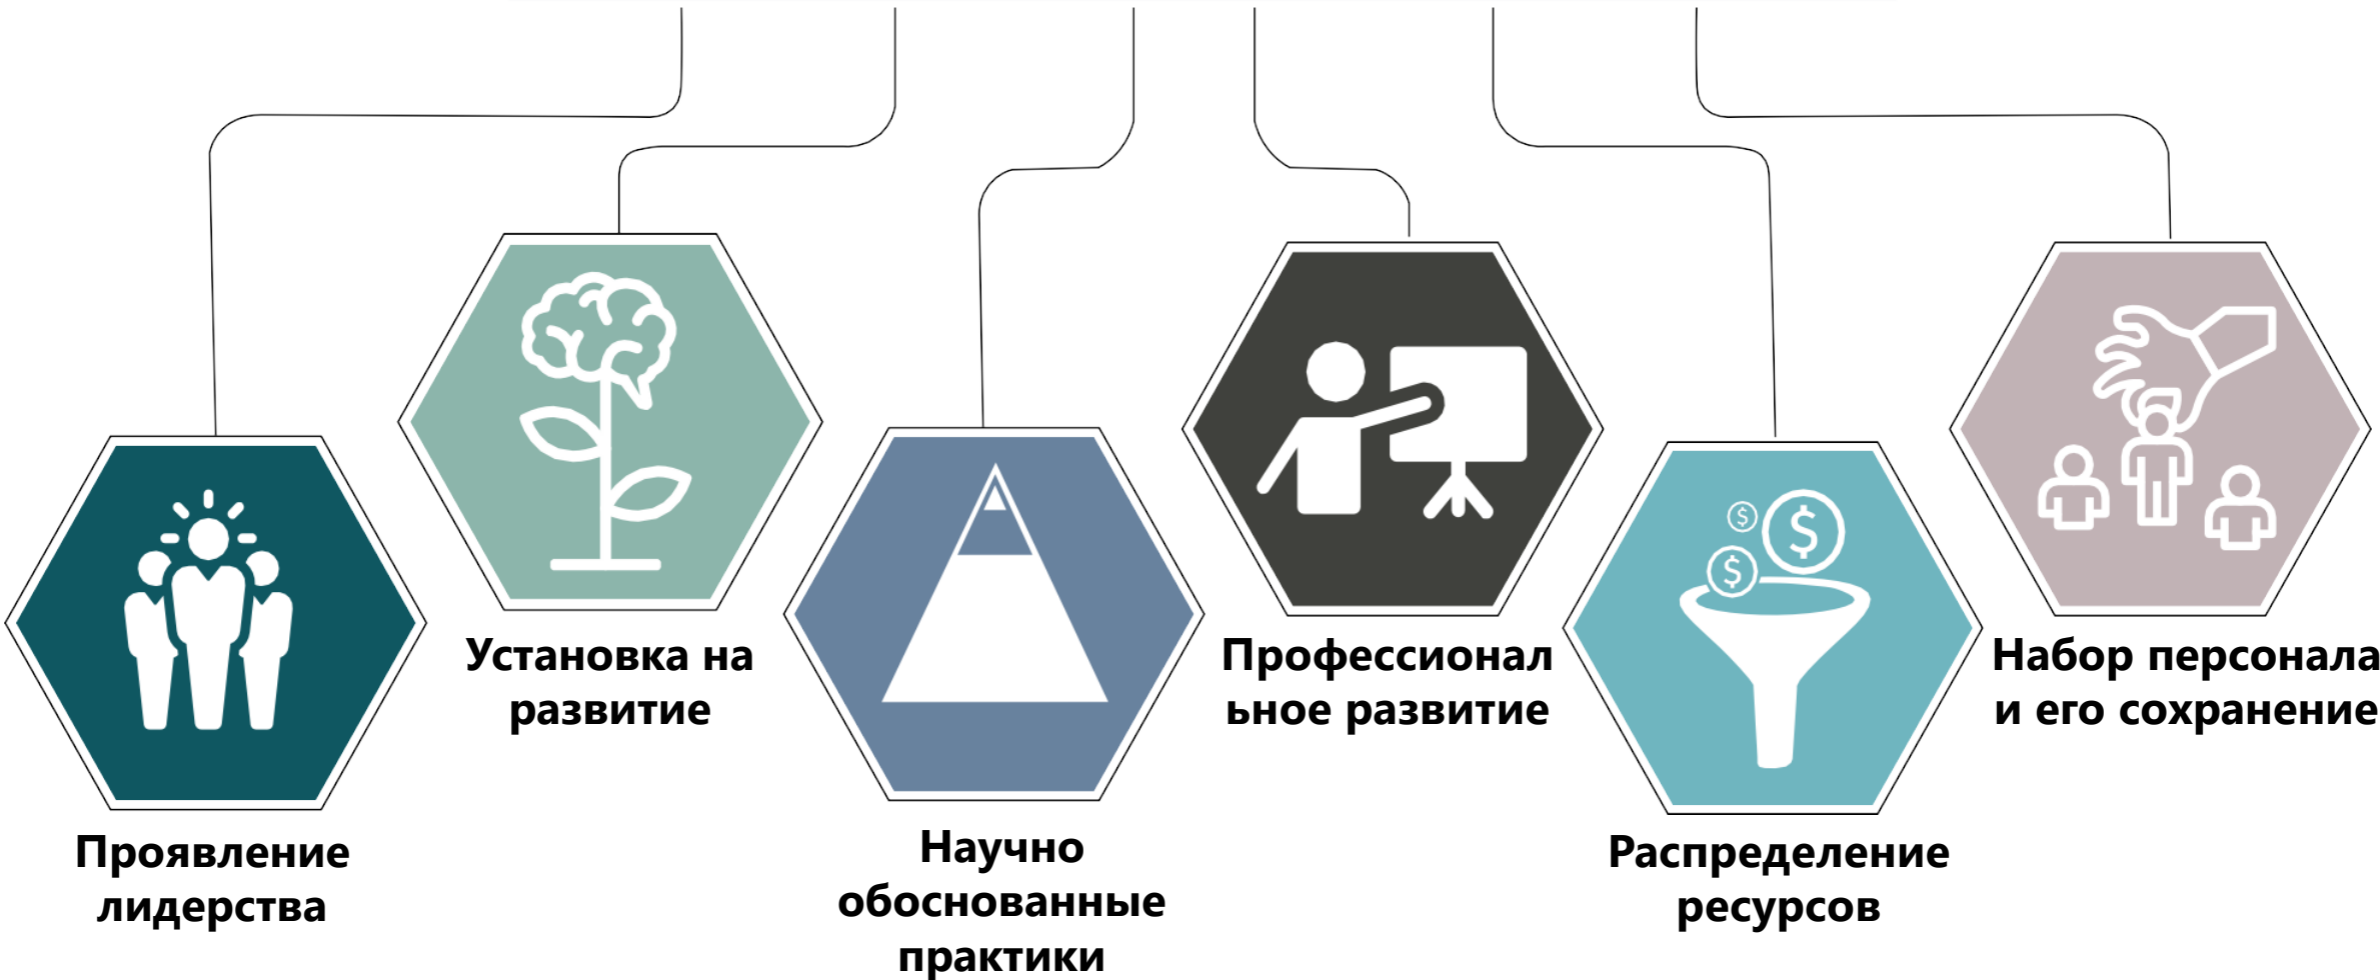 Проявление
лидерства
Установка на
развитие
Научно
обоснованные
практики
Профессионал
ьное развитие
$
$
$
Распределение
ресурсов
Набор персонала
и его сохранение